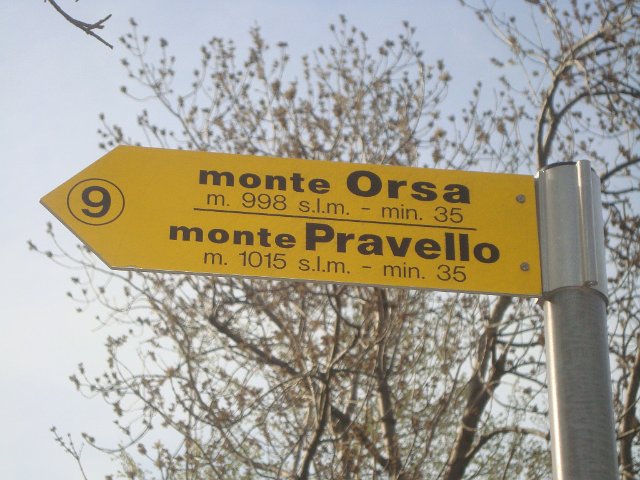 9
monte Orsa
m. 998 s.l.m. - min. 35
monte Pravello
m. 1015 s.l.m. - min. 35